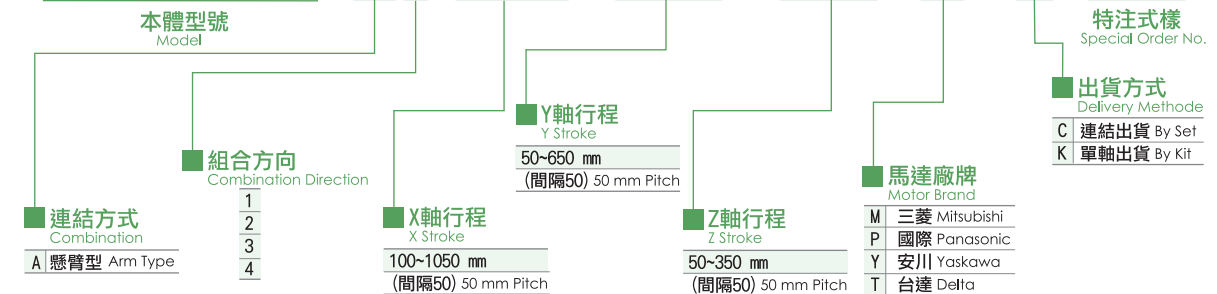 本體型號
Model
特注式樣
Special Order No.
出貨方式
Delivery Methode
C 連結出貨 By Set
K 單軸出貨 By Kit
Y軸行程
Y Stroke
50~650 mm
(間隔50) 50 mm Pitch
組合方向
Combination Direction
1
2
3
4
馬達廠牌
Motor Brand
M 三菱 Mitsubishi
P 國際 Panasonic
Y 安川 Yaskawa
T 台達 Delta
連結方式
Combination
A 懸臂型 Arm Type
X軸行程
X Stroke
100~1050 mm
(間隔50) 50 mm Pitch
Z軸行程
Z Stroke
50~350 mm
(間隔50) 50 mm Pitch